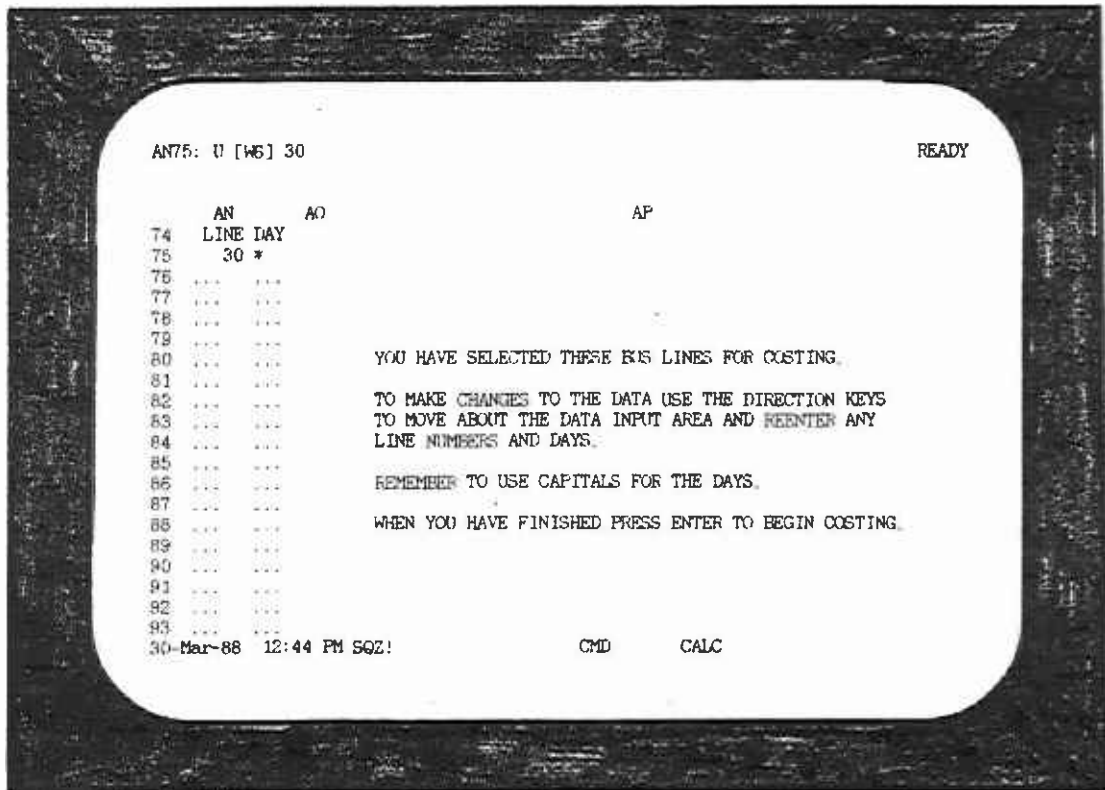 AN75: U [W6] 30 READY
AN AO AP
74 LINE DAY
75 30 *
76 ... ...
77 ... ...
78 ... ...
79 ... ...
80 ... ... YOU HAVE SELECTED THESE BUS LINES FOR COSTING.
81 ... ...
82 ... ... TO MAKE CHANGES TO THE DATA USE THE DIRECTION KEYS
83 ... ... TO MOVE ABOUT THE DATA INPUT AREA AND REENTER ANY
84 ... ... LINE NUMBERS AND DAYS.
85 ... ...
86 ... ... REMEMBER TO USE CAPITALS FOR THE DAYS.
87 ... ...
88 ... ... WHEN YOU HAVE FINISHED PRESS ENTER TO BEGIN COSTING.
89 ... ...
90 ... ...
91 ... ...
92 ... ...
93 ... ...
30-Mar-88 12:44 PM SQZ! CMD CALC